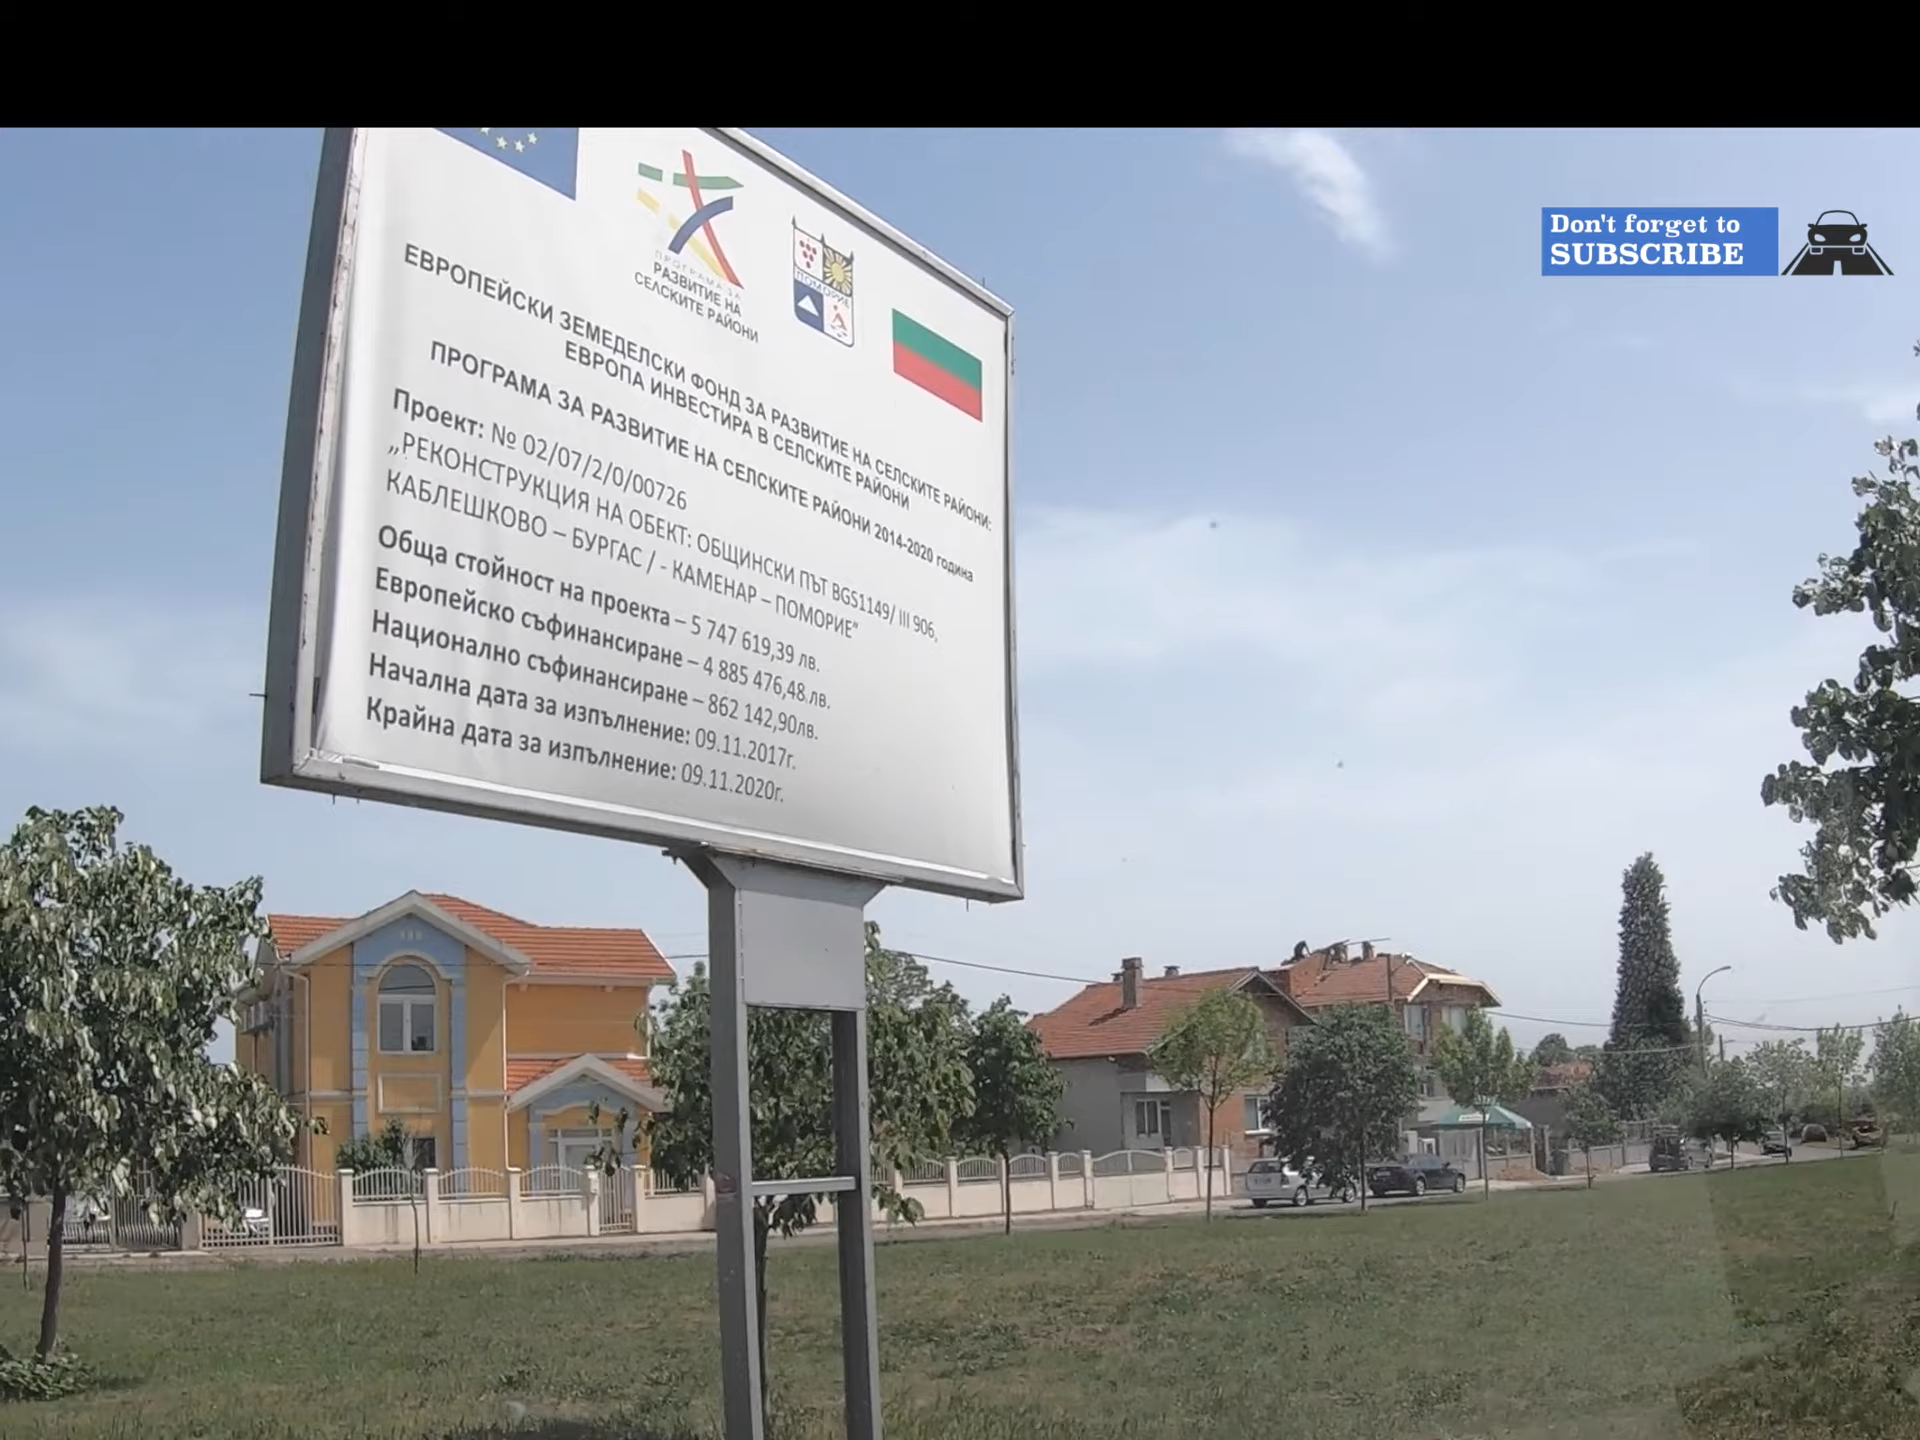 Don't forget to
SUBSCRIBE
ПРОГРАМА ЗА
РАЗВИТИЕ НА
СЕЛСКИТЕ РАЙОНИ
ПОМОРИЕ
ЕВРОПЕЙСКИ ЗЕМЕДЕЛСКИ ФОНД ЗА РАЗВИТИЕ НА СЕЛСКИТЕ РАЙОНИ:
ЕВРОПА ИНВЕСТИРА В СЕЛСКИТЕ РАЙОНИ
ПРОГРАМА ЗА РАЗВИТИЕ НА СЕЛСКИТЕ РАЙОНИ 2014-2020 година
Проект: № 02/07/2/0/00726
„РЕКОНСТРУКЦИЯ НА ОБЕКТ: ОБЩИНСКИ ПЪТ BGS1149/ III 906,
КАБЛЕШКОВО – БУРГАС / - КАМЕНАР – ПОМОРИЕ"
Обща стойност на проекта – 5 747 619,39 лв.
Европейско съфинансиране – 4 885 476,48.лв.
Национално съфинансиране – 862 142,90лв.
Начална дата за изпълнение: 09.11.2017г.
Крайна дата за изпълнение: 09.11.2020г.